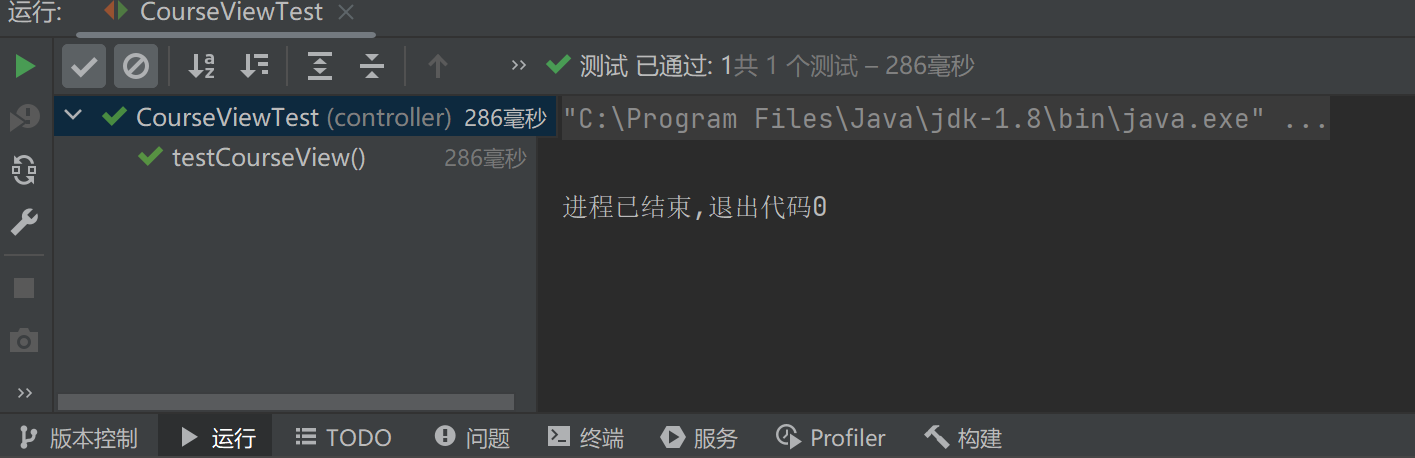 运行: CourseViewTest
测试 已通过: 1共 1 个测试 – 286毫秒
CourseViewTest (controller) 286毫秒
testCourseView() 286毫秒
"C:\Program Files\Java\jdk-1.8\bin\java.exe" ...
进程已结束,退出代码0
版本控制 运行 TODO 问题 终端 服务 Profiler 构建